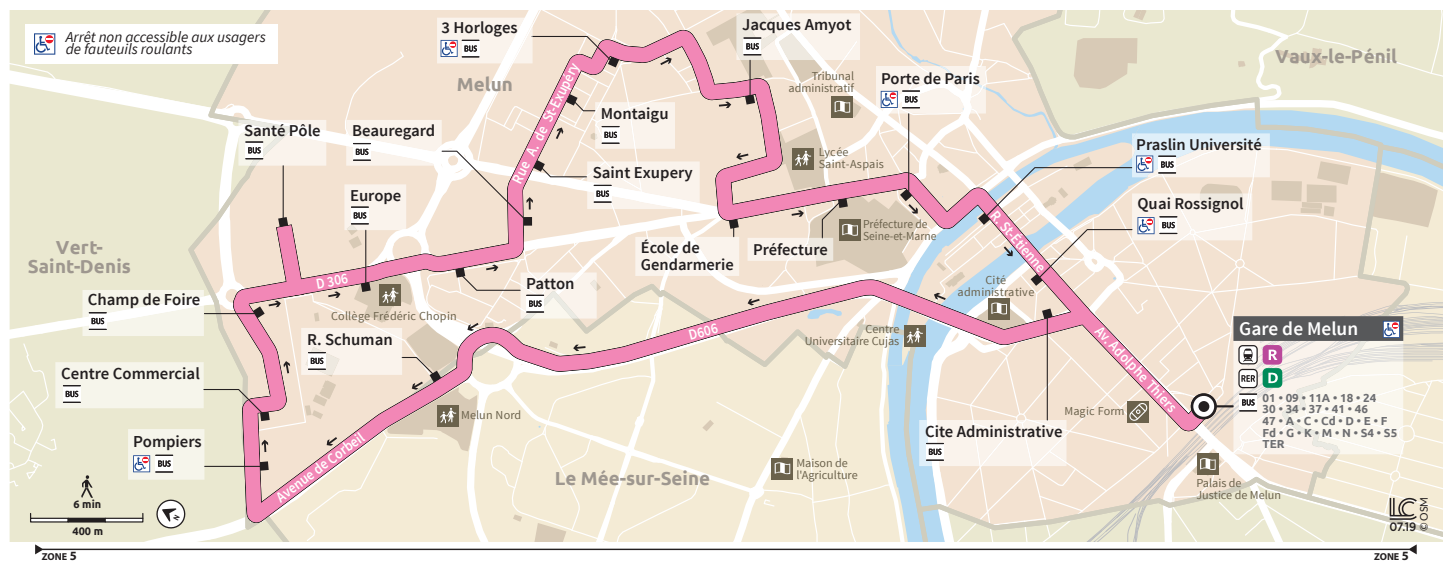 Arrêt non accessible aux usagers
de fauteuils roulants
3 Horloges
BUS
Jacques Amyot
BUS
Vaux-le-Pénil
Melun
Tribunal
administratif
Porte de Paris
BUS
Santé Pôle
BUS
Beauregard
BUS
Rue A. de St-Exupery
Montaigu
BUS
Lycée
Saint-Aspais
Praslin Université
BUS
Saint Exupery
BUS
Europe
BUS
Quai Rossignol
BUS
Vert-
Saint-Denis
École de
Gendarmerie
Préfecture
Préfecture de
Seine-et-Marne
R. St-Étienne
D 306
Patton
BUS
Cité
administrative
Champ de Foire
BUS
Collège Frédéric Chopin
R. Schuman
BUS
D606
Centre
Universitaire Cujas
Av. Adolphe Thiers
Gare de Melun
R
RER
D
BUS
01 • 09 • 11A • 18 • 24
30 • 34 • 37 • 41 • 46
47 • A • C • Cd • D • E • F
Fd • G • K • M • N • S4 • S5
TER
Centre Commercial
BUS
Melun Nord
Magic Form
Pompiers
BUS
Avenue de Corbeil
Cite Administrative
BUS
Le Mée-sur-Seine
Maison de
l'Agriculture
Palais de
Justice de Melun
6 min
400 m
LC
07.19
© OSM
ZONE 5
ZONE 5